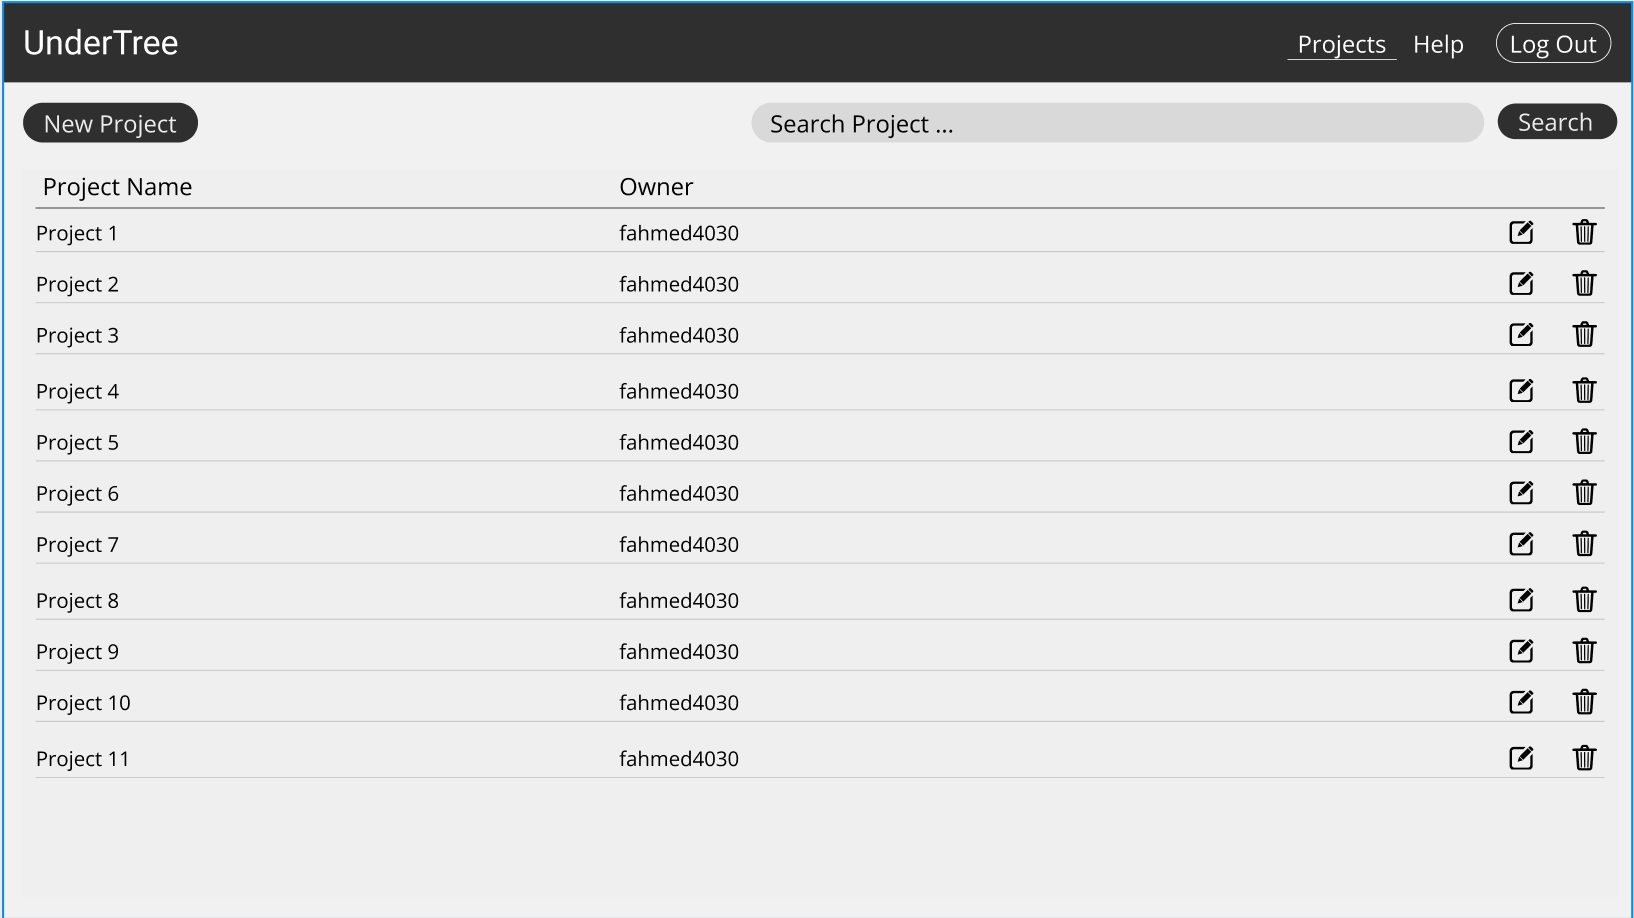 UnderTree
Projects Help Log Out
New Project Search Project ... Search
Project Name Owner
Project 1 fahmed4030
Project 2 fahmed4030
Project 3 fahmed4030
Project 4 fahmed4030
Project 5 fahmed4030
Project 6 fahmed4030
Project 7 fahmed4030
Project 8 fahmed4030
Project 9 fahmed4030
Project 10 fahmed4030
Project 11 fahmed4030